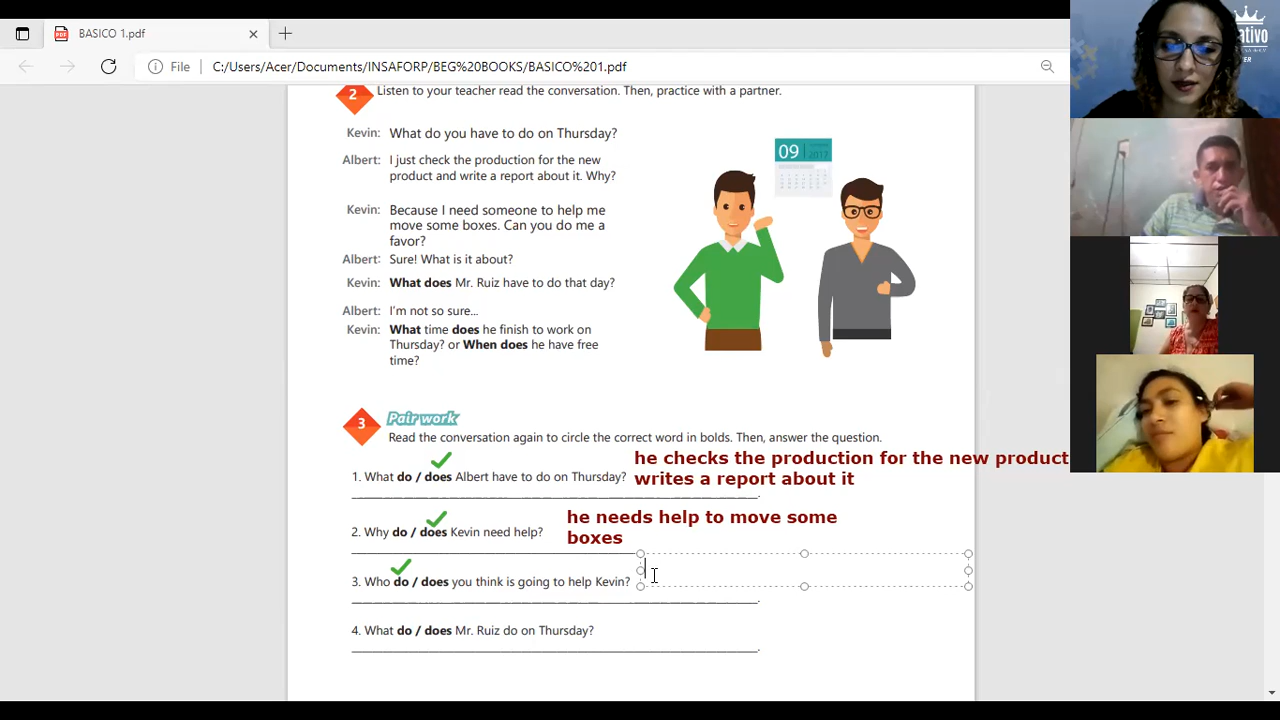 BASICO 1.pdf
File
C:/Users/Acer/Documents/INSAFORP/BEG%20BOOKS/BASICO%201.pdf
ativo
ER
2
Listen to your teacher read the conversation. Then, practice with a partner.
Kevin: What do you have to do on Thursday?
Albert: I just check the production for the new
product and write a report about it. Why?
Kevin: Because I need someone to help me
move some boxes. Can you do me a
favor?
Albert: Sure! What is it about?
Kevin: What does Mr. Ruiz have to do that day?
Albert: I'm not so sure...
Kevin: What time does he finish to work on
Thursday? or When does he have free
time?
09
2017
3
Pair work
Read the conversation again to circle the correct word in bolds. Then, answer the question.
he checks the production for the new product
1. What do / does Albert have to do on Thursday?
writes a report about it
he needs help to move some
2. Why do / does Kevin need help?
boxes
3. Who do / does you think is going to help Kevin?
4. What do / does Mr. Ruiz do on Thursday?